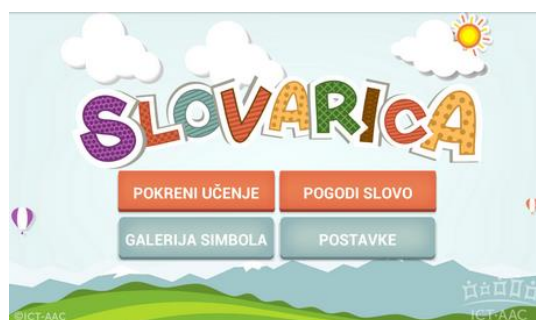 SLOVARICA
POKRENI UČENJE POGODI SLOVO
GALERIJA SIMBOLA POSTAVKE
©ICT-AAC ICT-AAC